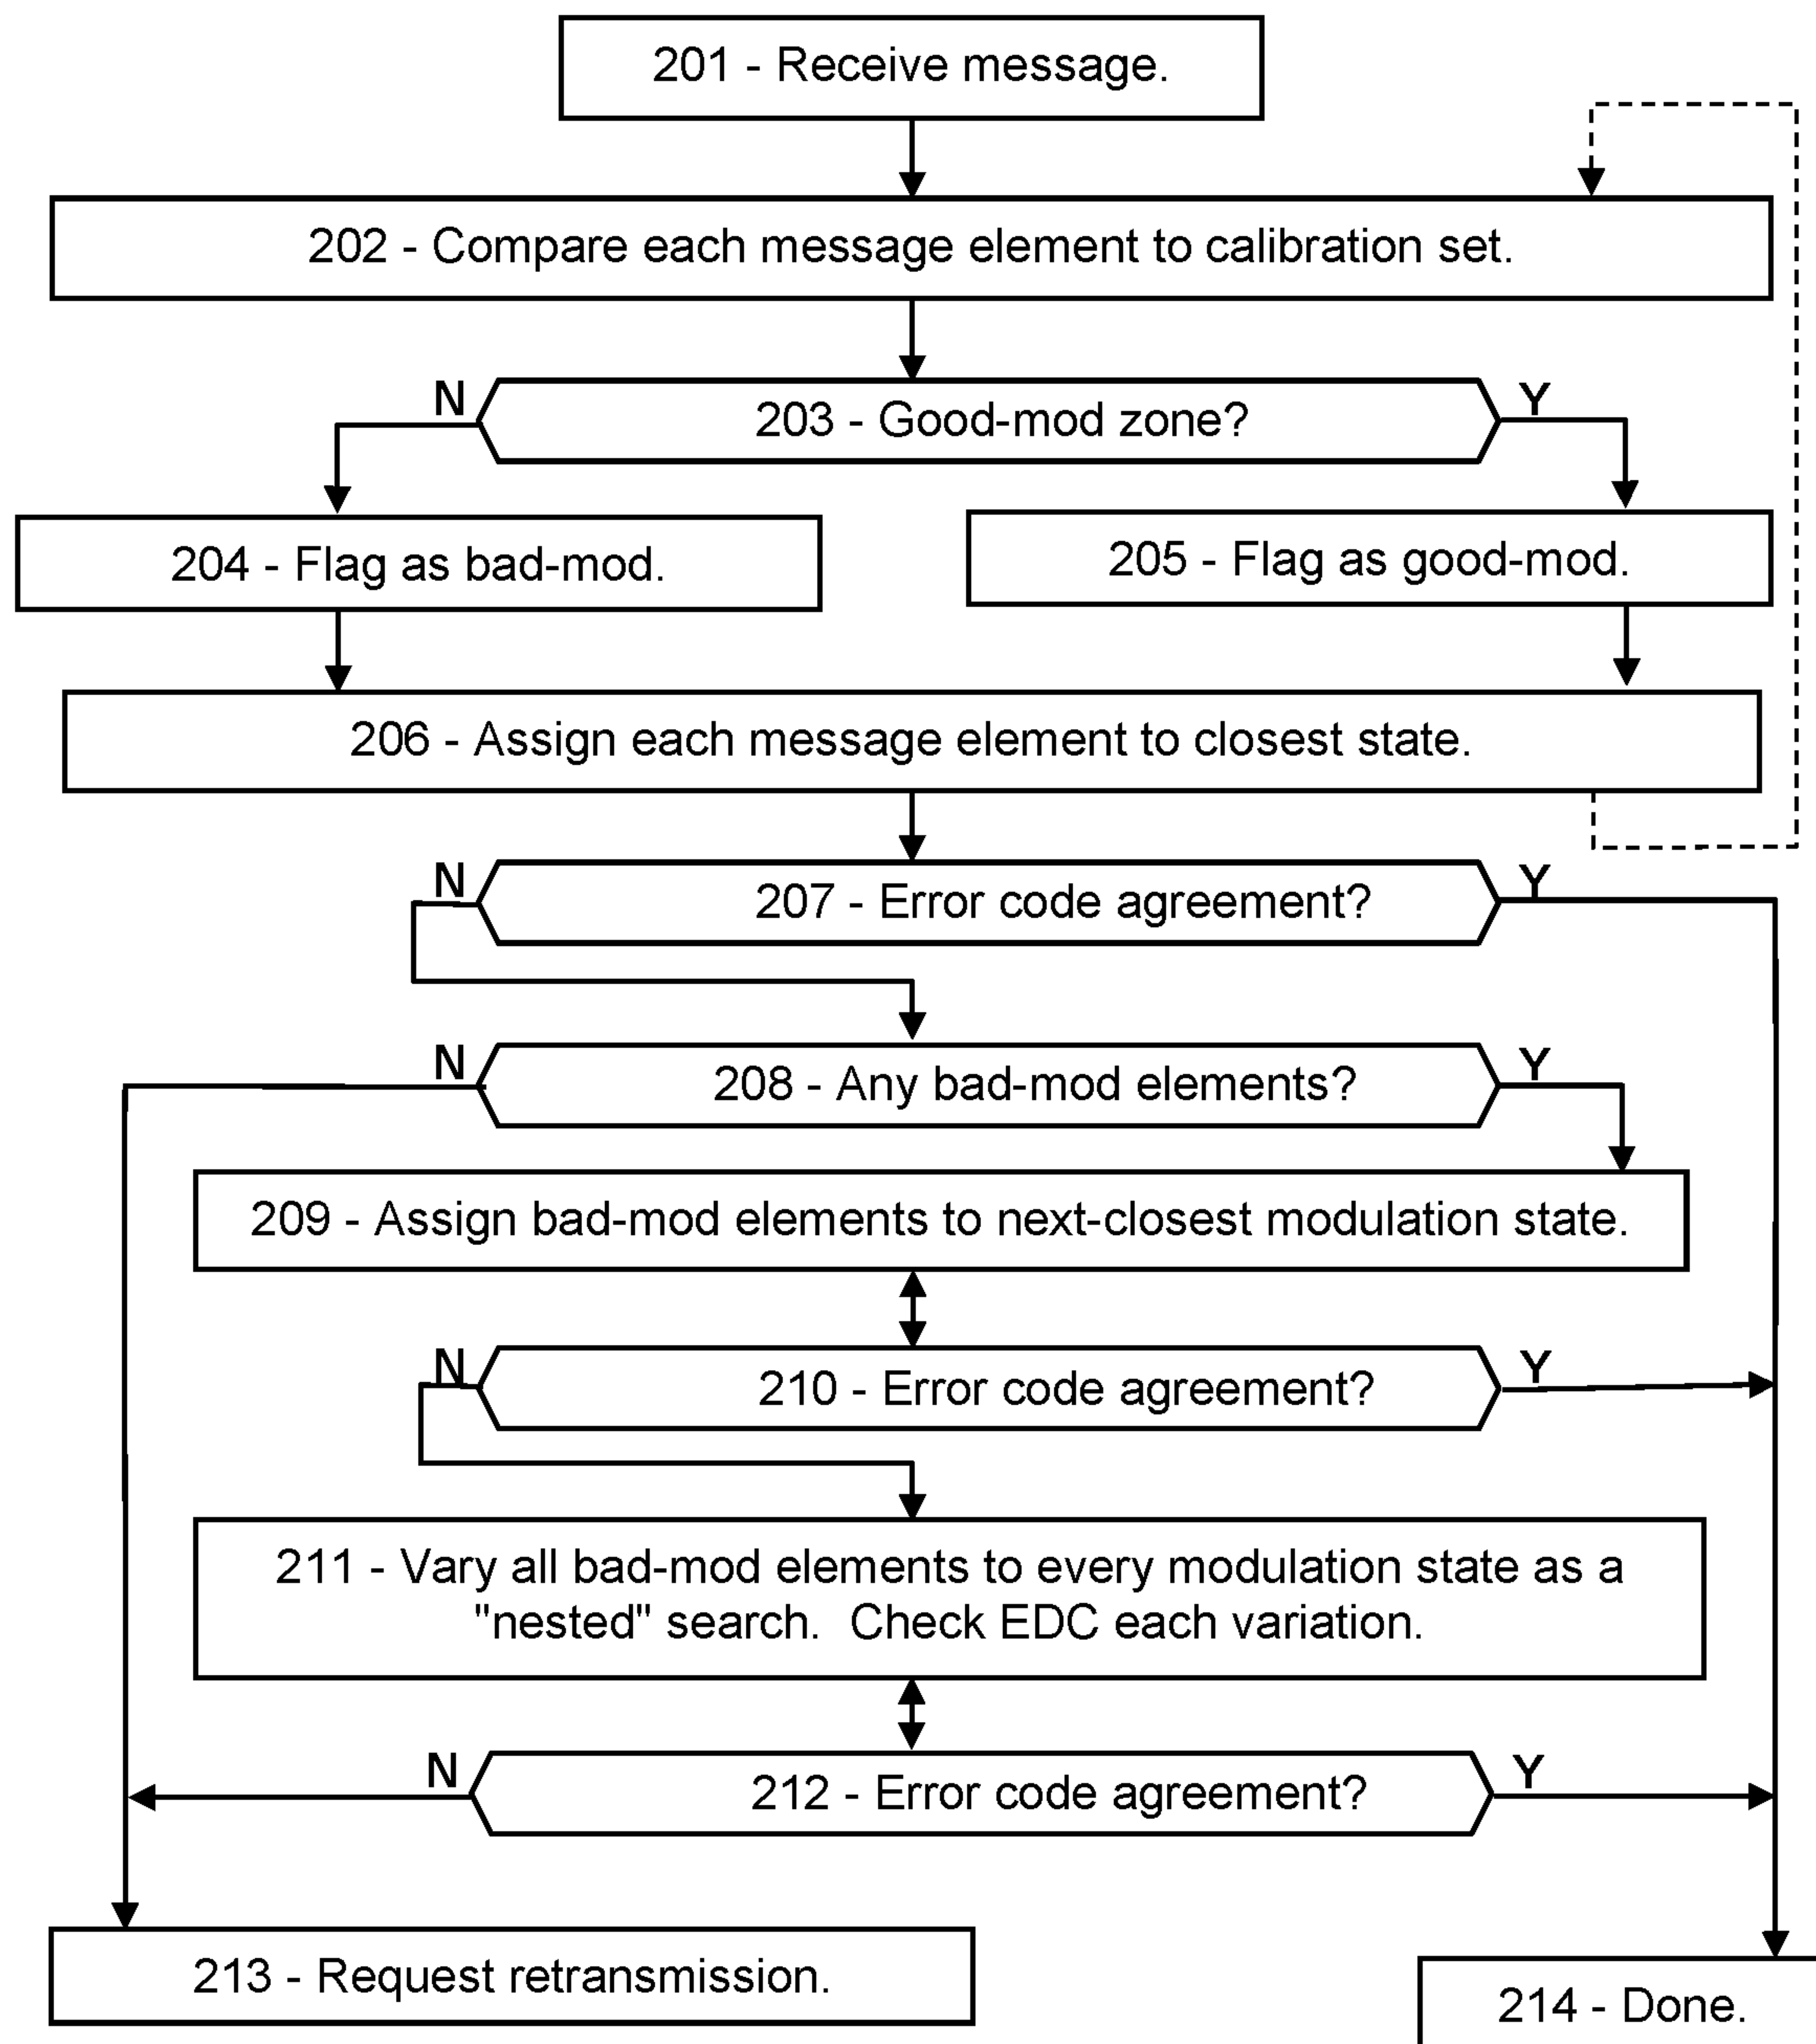 201 - Receive message.
202 - Compare each message element to calibration set.
N
Y
203 - Good-mod zone?
204 - Flag as bad-mod.
205 - Flag as good-mod.
206 - Assign each message element to closest state.
N
Y
207 - Error code agreement?
N
Y
208 - Any bad-mod elements?
209 - Assign bad-mod elements to next-closest modulation state.
N
Y
210 - Error code agreement?
211 - Vary all bad-mod elements to every modulation state as a
"nested" search.  Check EDC each variation.
N
Y
212 - Error code agreement?
213 - Request retransmission.
214 - Done.